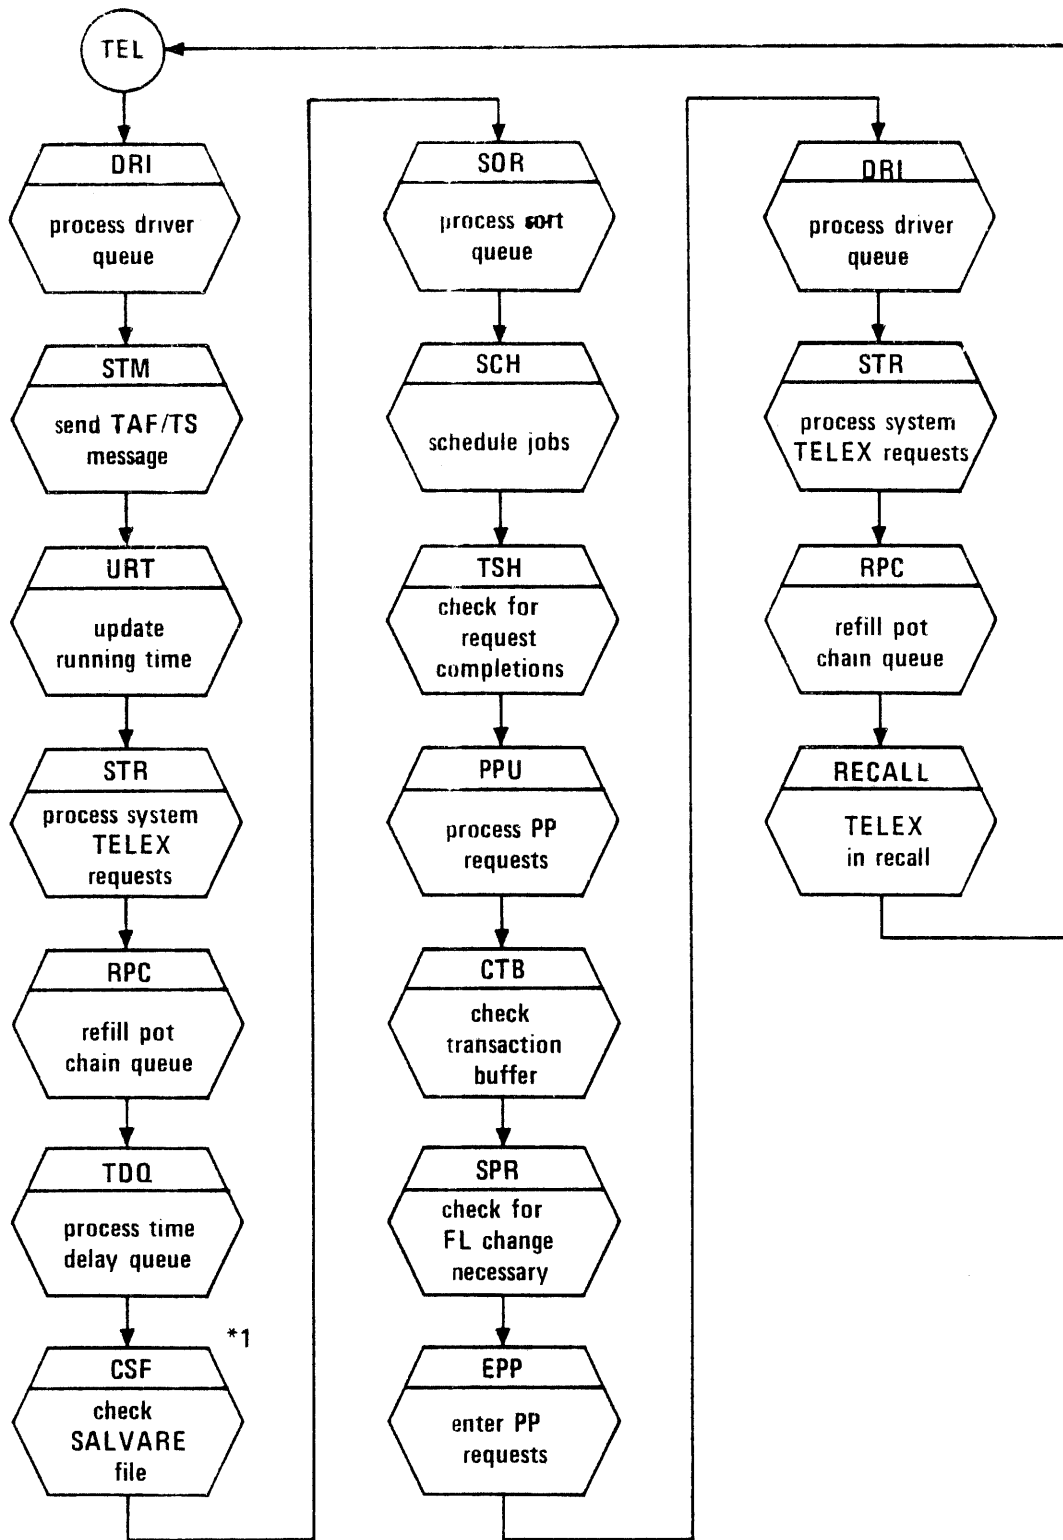 TEL
DRI
process driver
queue
STM
send TAF/TS
message
URT
update
running time
STR
process system
TELEX
requests
RPC
refill pot
chain queue
TDQ
process time
delay queue
*1
CSF
check
SALVARE
file
SOR
process sort
queue
SCH
schedule jobs
TSH
check for
request
completions
PPU
process PP
requests
CTB
check
transaction
buffer
SPR
check for
FL change
necessary
EPP
enter PP
requests
DRI
process driver
queue
STR
process system
TELEX requests
RPC
refill pot
chain queue
RECALL
TELEX
in recall